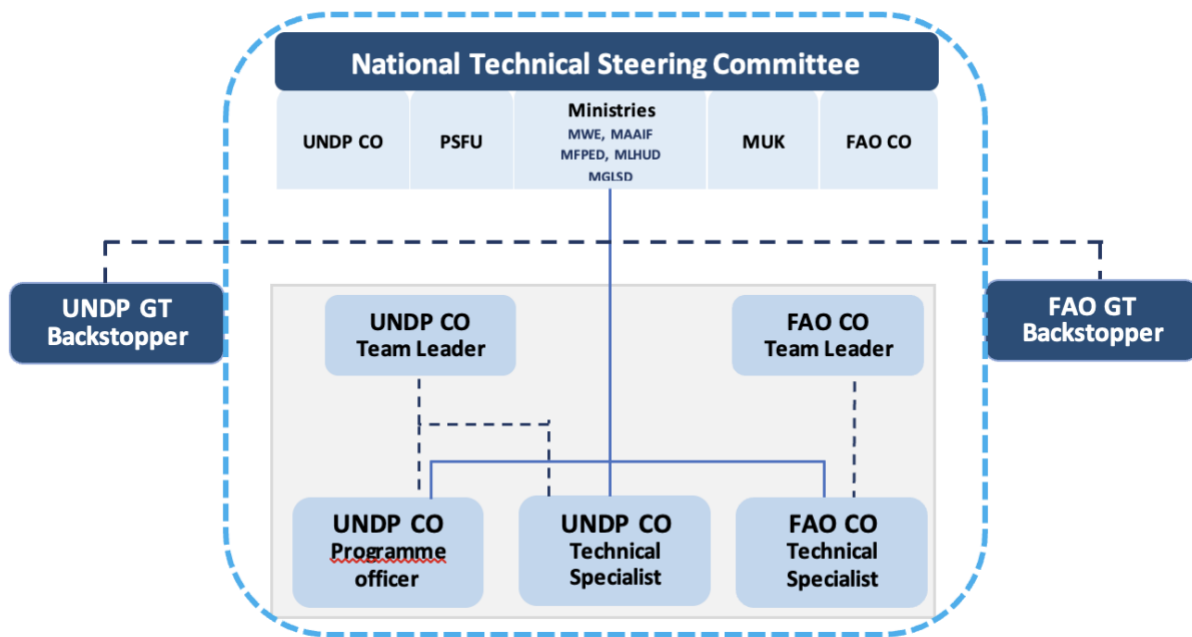 National Technical Steering Committee
UNDP CO
PSFU
Ministries
MWE, MAAIF
MFPED, MLHUD
MGLSD
MUK
FAO CO
UNDP GT
Backstopper
FAO GT
Backstopper
UNDP CO
Team Leader
FAO CO
Team Leader
UNDP CO
Programme
officer
UNDP CO
Technical
Specialist
FAO CO
Technical
Specialist